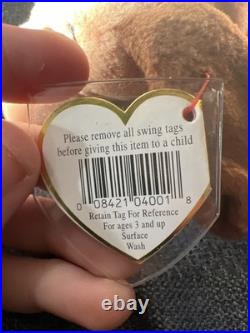 Please remove all swing tags
before giving this item to a child
0 08421 04001 8
Retain Tag For Reference
For ages 3 and up
Surface
Wash